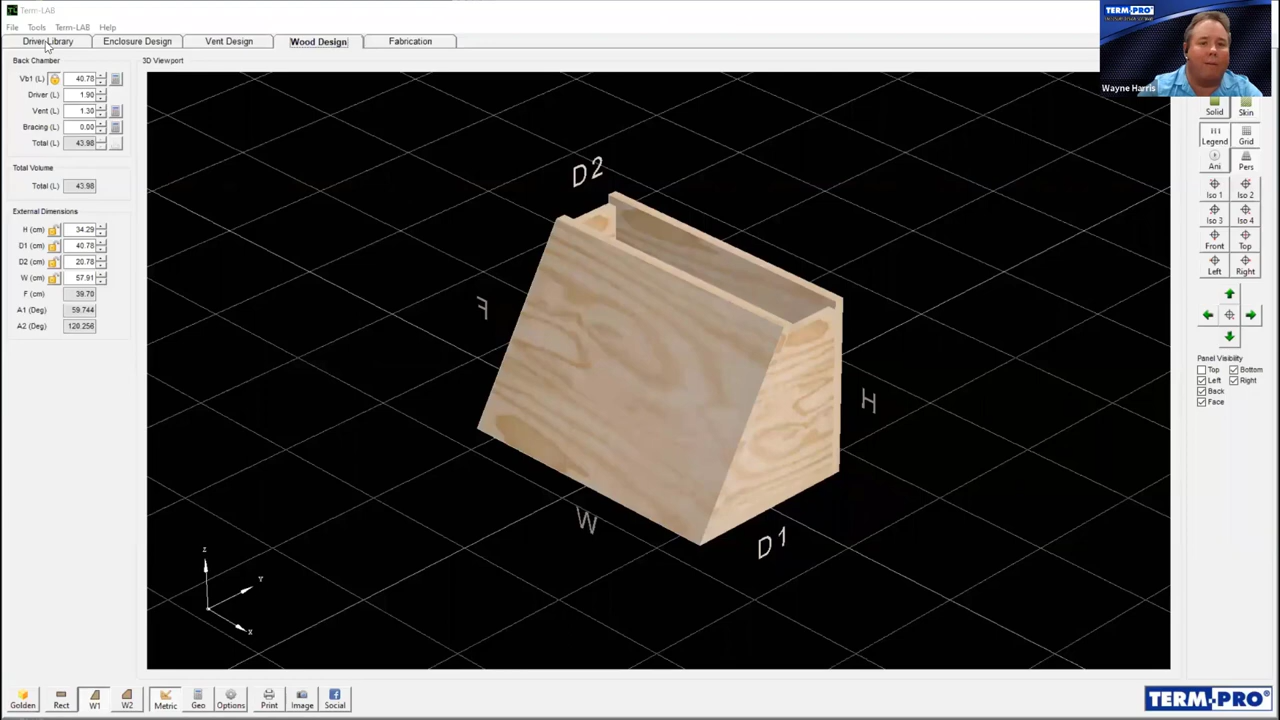 Term-LAB
File Tools Term-LAB Help
Driver Library Enclosure Design Vent Design Wood Design Fabrication
Back Chamber
Vb1 (L) 40.78
Driver (L) 1.90
Vent (L) 1.30
Bracing (L) 0.00
Total (L) 43.98
Total Volume
Total (L) 43.98
External Dimensions
H (cm) 34.29
D1 (cm) 40.78
D2 (cm) 20.78
W (cm) 57.91
F (cm) 39.70
A1 (Deg) 59.744
A2 (Deg) 120.256
3D Viewport
D2
F
H
W
D1
Z
Y
X
TERM-PRO
Wayne Harris
Solid Skin
Legend Grid
Ani Pers
Iso 1 Iso 2
Iso 3 Iso 4
Front Top
Left Right
Panel Visibility
Top Bottom
Left Right
Back
Face
Golden Rect W1 W2 Metric Geo Options Print Image Social
TERM-PRO